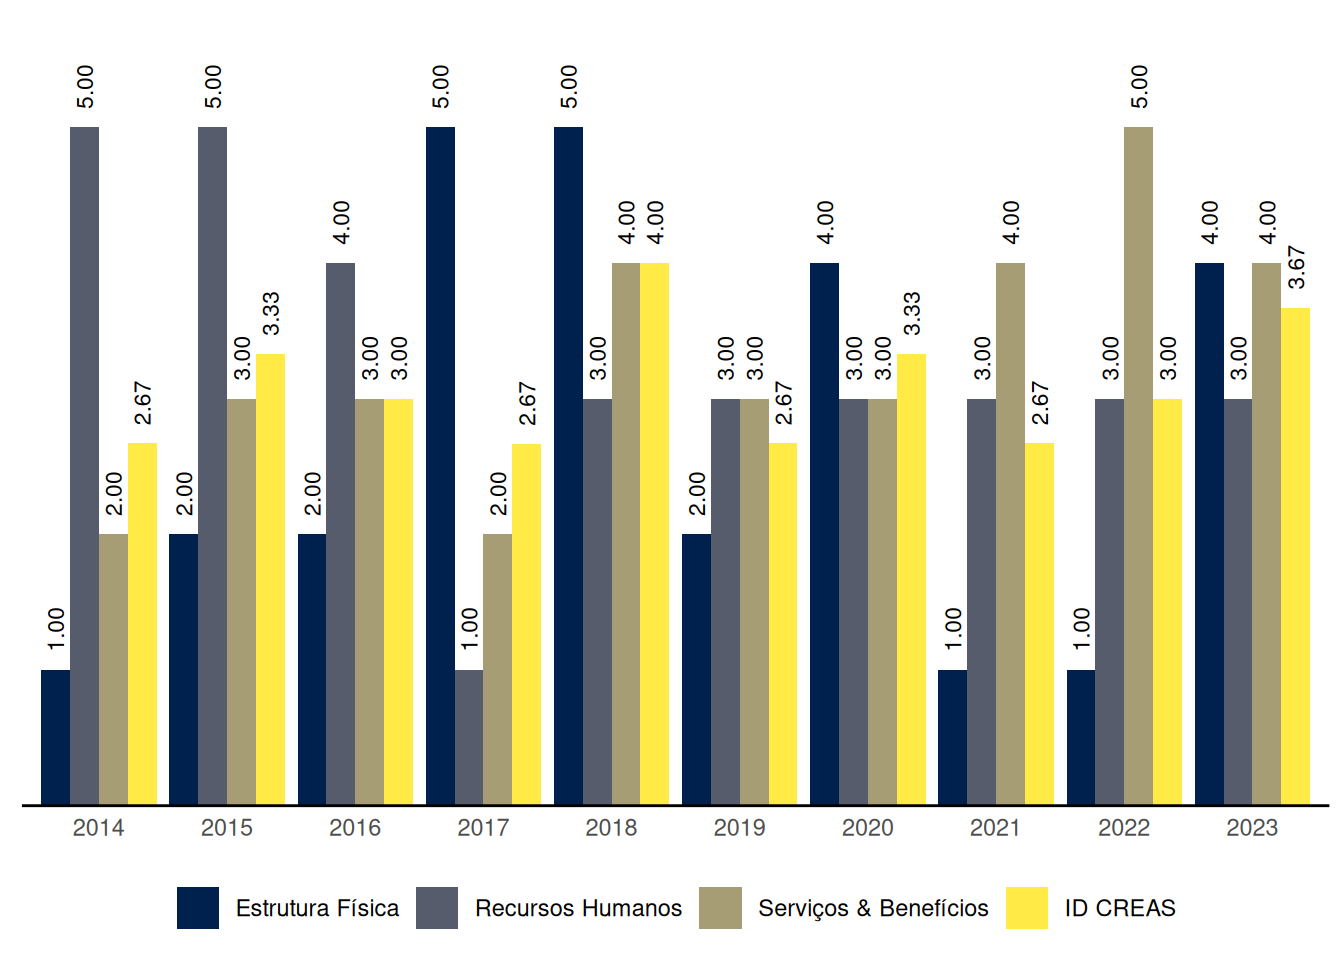 5.00 5.00 5.00 5.00 5.00
4.00 4.00 4.00 4.00 4.00 4.00 4.00
3.67
3.33 3.33
3.00 3.00 3.00 3.00 3.00 3.00 3.00 3.00 3.00 3.00 3.00 3.00
2.67 2.67 2.67 2.67
2.00 2.00 2.00 2.00 2.00
1.00 1.00 1.00 1.00
2014 2015 2016 2017 2018 2019 2020 2021 2022 2023
Estrutura Física Recursos Humanos Serviços & Benefícios ID CREAS